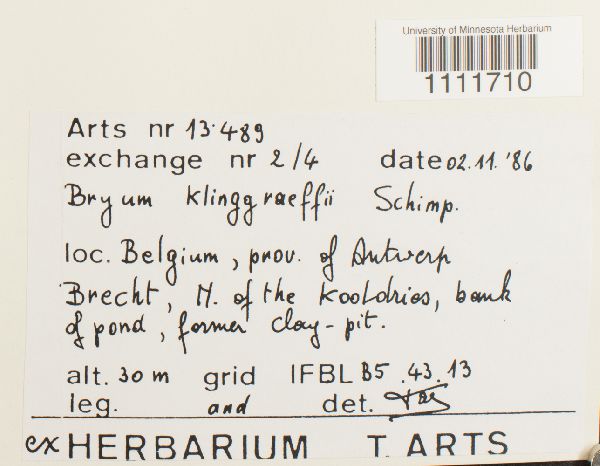 University of Minnesota Herbarium
1111710
Arts nr 13.489
exchange nr 2/4 date 02.11.'86
Bryum klinggraeffii Schimp.
loc. Belgium, prov. of Antwerp
Brecht, N. of the Kooldries, bank
of pond, former clay-pit.
alt. 30 m grid IFBL B5.43.13
leg. and det.
ex HERBARIUM T. ARTS